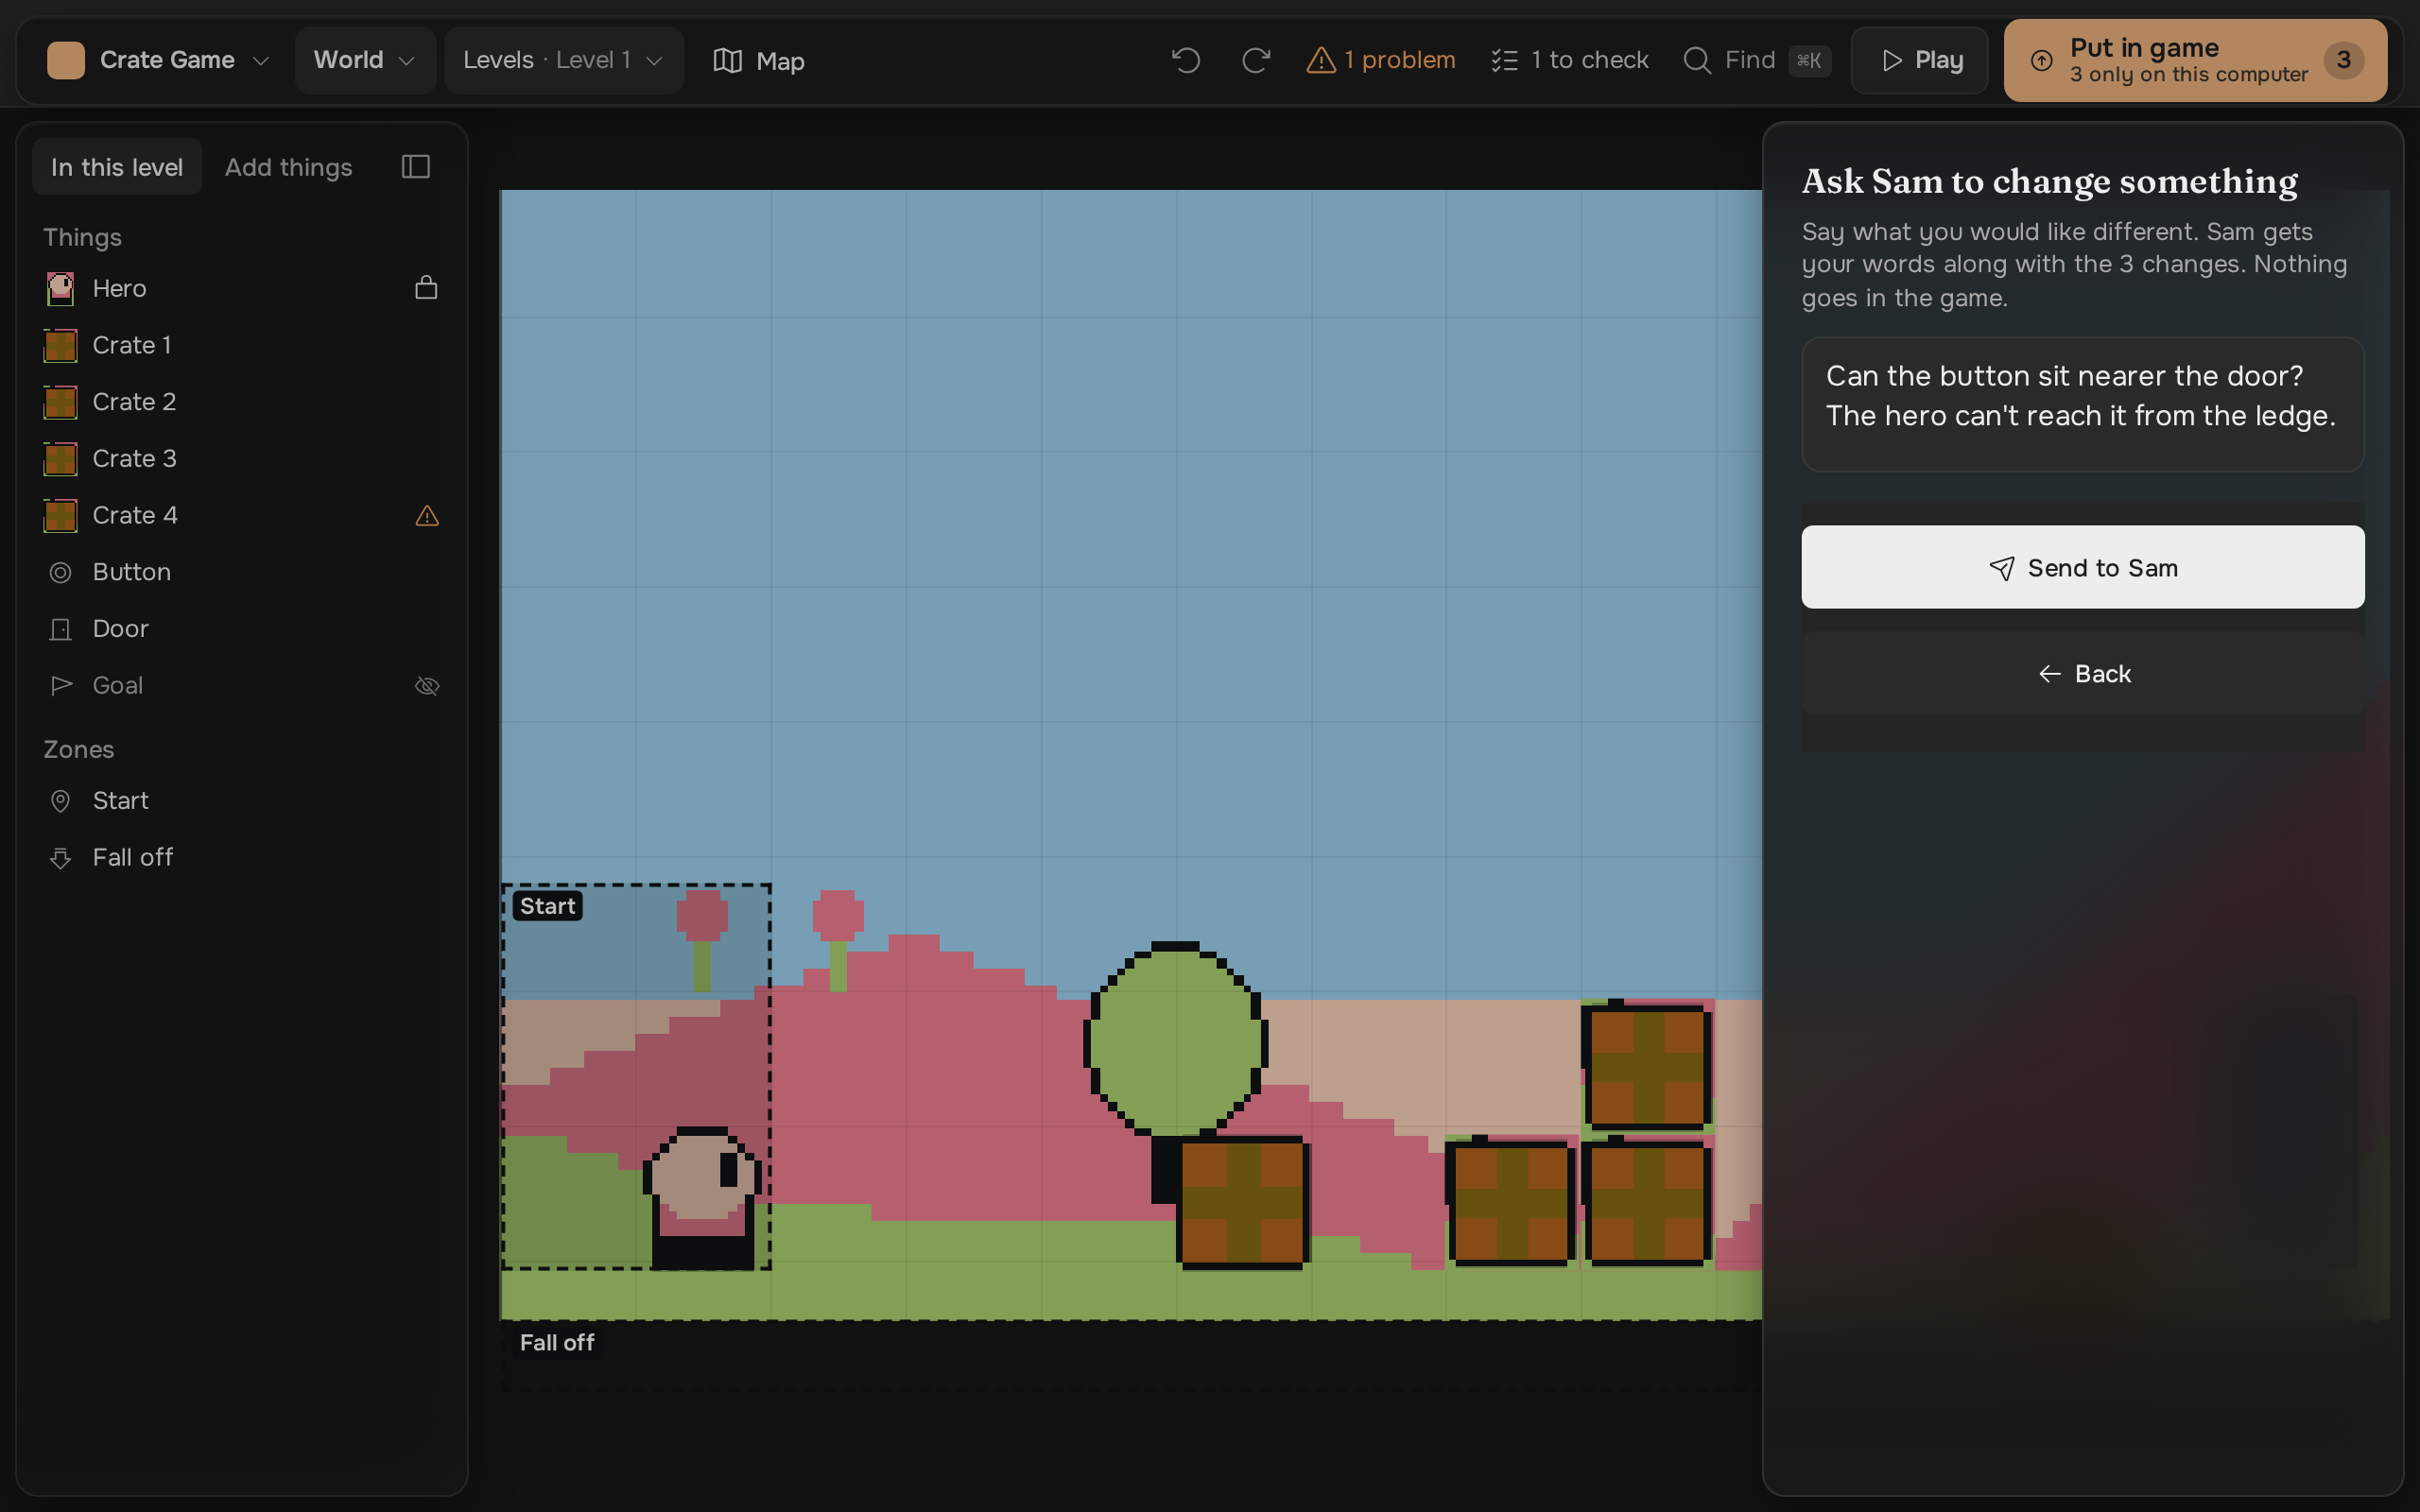 Crate Game
World
Levels · Level 1
Map
1 problem
1 to check
Find ⌘K
Play
Put in game
3 only on this computer
3
In this level
Add things
Things
Hero
Crate 1
Crate 2
Crate 3
Crate 4
Button
Door
Goal
Zones
Start
Fall off
Start
Fall off
Ask Sam to change something
Say what you would like different. Sam gets
your words along with the 3 changes. Nothing
goes in the game.
Can the button sit nearer the door?
The hero can't reach it from the ledge.
Send to Sam
Back